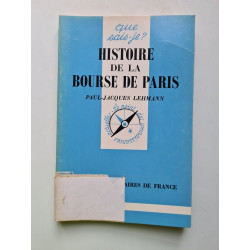 que
sais-je?
HISTOIRE
DE LA
BOURSE DE PARIS
PAUL-JACQUES LEHMANN
AIRES DE FRANCE